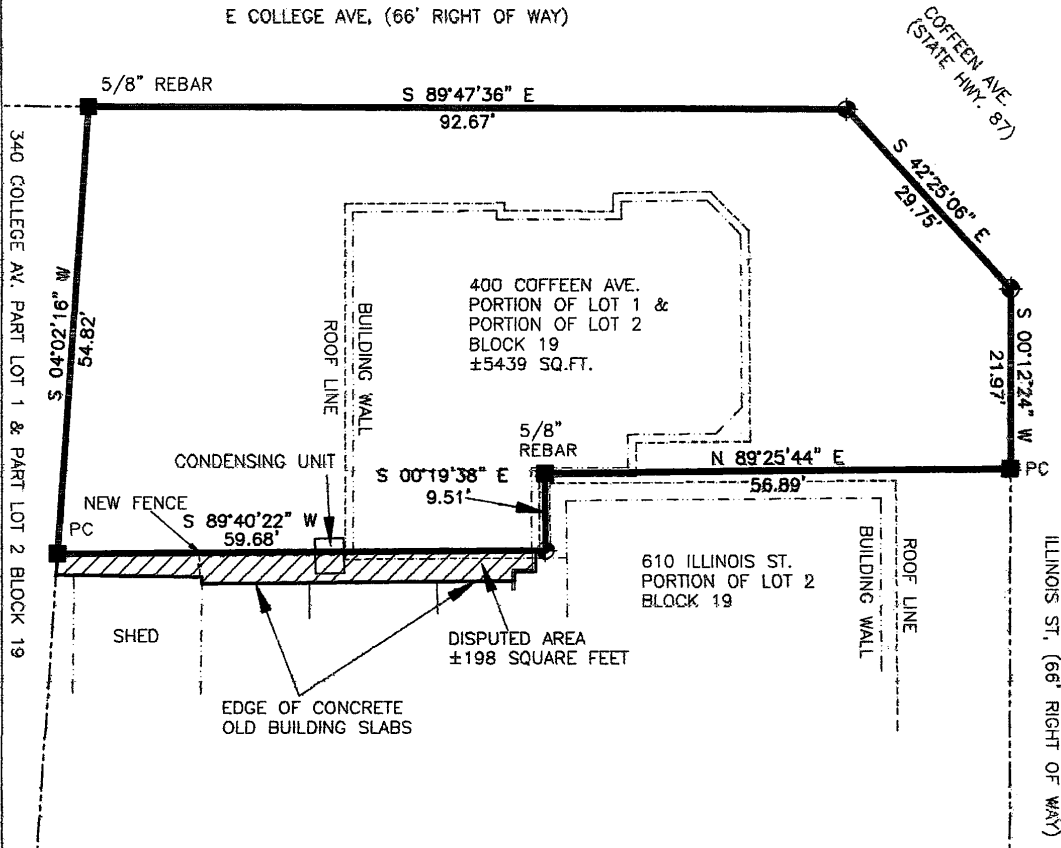 E COLLEGE AVE, (66' RIGHT OF WAY)
COFFEEN AVE.
(STATE HWY. 87)
5/8" REBAR
S 89°47'36" E
92.67'
S 42°25'06" E
29.75'
340 COLLEGE AV. PART LOT 1 & PART LOT 2 BLOCK 19
S 04°02'16" W
54.82'
400 COFFEEN AVE.
PORTION OF LOT 1 &
PORTION OF LOT 2
BLOCK 19
±5439 SQ.FT.
BUILDING WALL
ROOF LINE
S 00°12'24" W
21.97'
5/8"
REBAR
N 89°25'44" E
56.89'
PC
CONDENSING UNIT
S 00°19'38" E
9.51'
NEW FENCE
S 89°40'22" W
59.68'
PC
610 ILLINOIS ST.
PORTION OF LOT 2
BLOCK 19
BUILDING WALL
ROOF LINE
SHED
DISPUTED AREA
±198 SQUARE FEET
EDGE OF CONCRETE
OLD BUILDING SLABS
ILLINOIS ST, (66' RIGHT OF WAY)